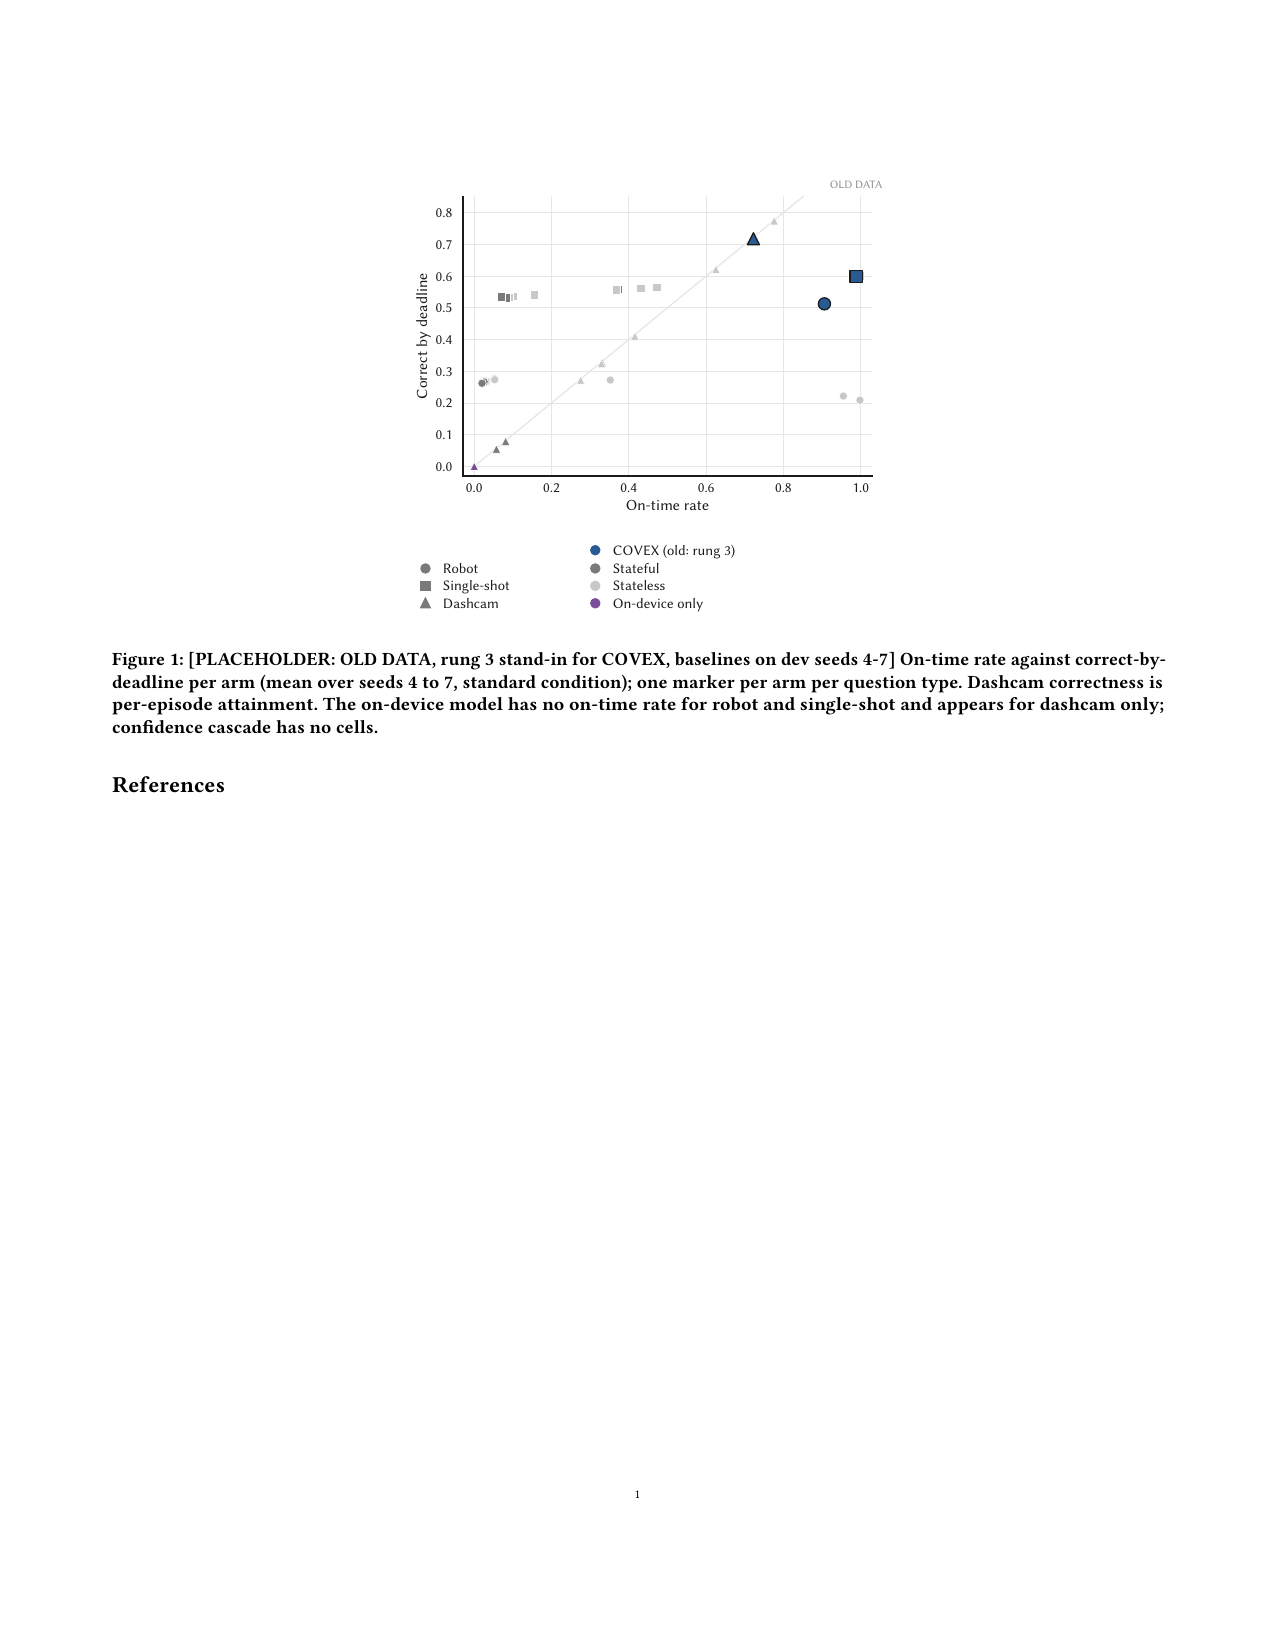 OLD DATA
0.8
0.7
0.6
0.5
0.4
0.3
0.2
0.1
0.0
Correct by deadline
0.0 0.2 0.4 0.6 0.8 1.0
On-time rate
Robot
Single-shot
Dashcam
COVEX (old: rung 3)
Stateful
Stateless
On-device only
Figure 1: [PLACEHOLDER: OLD DATA, rung 3 stand-in for COVEX, baselines on dev seeds 4-7] On-time rate against correct-by-
deadline per arm (mean over seeds 4 to 7, standard condition); one marker per arm per question type. Dashcam correctness is
per-episode attainment. The on-device model has no on-time rate for robot and single-shot and appears for dashcam only;
confidence cascade has no cells.
References
1